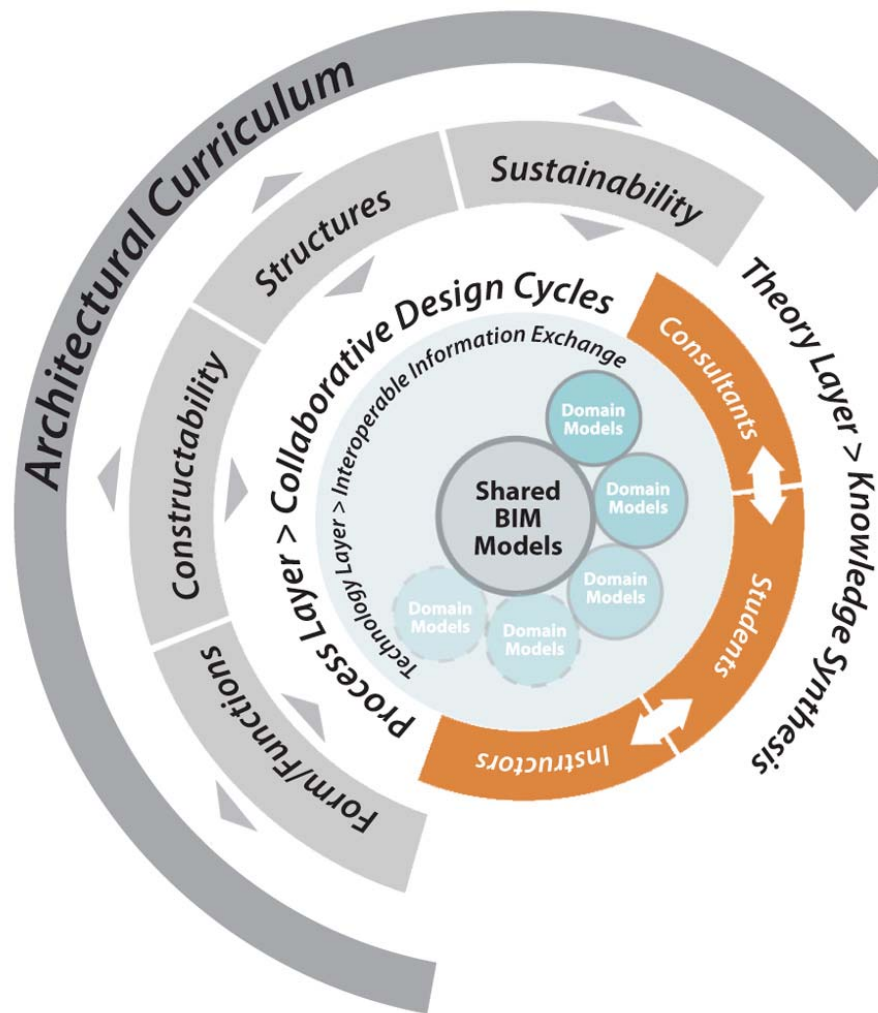 Architectural Curriculum
Sustainability
Structures
Constructability
Form/Functions
Theory Layer > Knowledge Synthesis
Process Layer > Collaborative Design Cycles
Technology Layer > Interoperable Information Exchange
Consultants
Students
Instructors
Shared
BIM
Models
Domain
Models
Domain
Models
Domain
Models
Domain
Models
Domain
Models